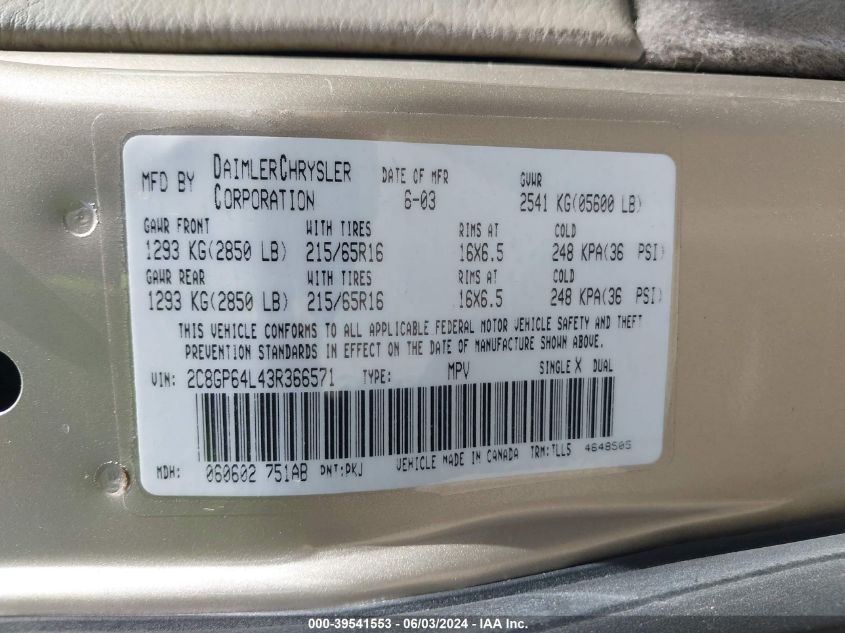 MFD BY DAIMLERCHRYSLER CORPORATION DATE OF MFR 6-03 GVWR 2541 KG(05600 LB)
GAWR FRONT WITH TIRES RIMS AT COLD
1293 KG(2850 LB) 215/65R16 16X6.5 248 KPA(36 PSI)
GAWR REAR WITH TIRES RIMS AT COLD
1293 KG(2850 LB) 215/65R16 16X6.5 248 KPA(36 PSI)
THIS VEHICLE CONFORMS TO ALL APPLICABLE FEDERAL MOTOR VEHICLE SAFETY AND THEFT
PREVENTION STANDARDS IN EFFECT ON THE DATE OF MANUFACTURE SHOWN ABOVE.
VIN: 2C8GP64L43R366571 TYPE: MPV SINGLE X DUAL
MDH: 060602 751AB PNT:PKJ VEHICLE MADE IN CANADA TRM:TLL5 4648505
000-39541553 - 06/03/2024 - IAA, Inc.